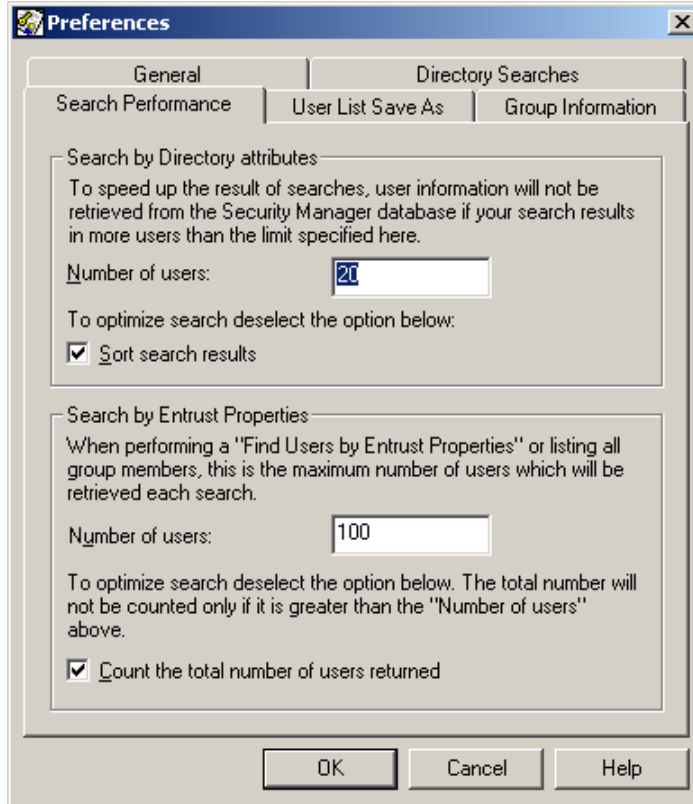 Preferences
General
Directory Searches
Search Performance
User List Save As
Group Information
Search by Directory attributes
To speed up the result of searches, user information will not be
retrieved from the Security Manager database if your search results
in more users than the limit specified here.
Number of users:
20
To optimize search deselect the option below:
Sort search results
Search by Entrust Properties
When performing a "Find Users by Entrust Properties" or listing all
group members, this is the maximum number of users which will be
retrieved each search.
Number of users:
100
To optimize search deselect the option below. The total number will
not be counted only if it is greater than the "Number of users"
above.
Count the total number of users returned
OK
Cancel
Help